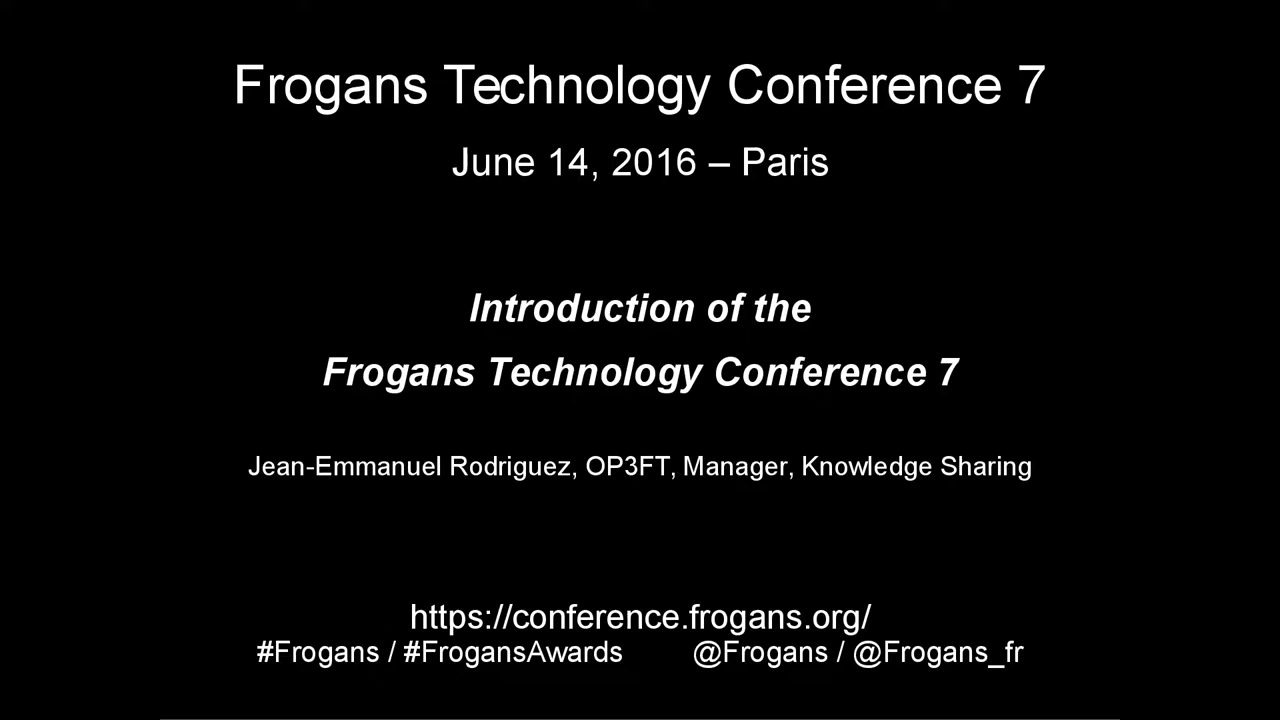 Frogans Technology Conference 7
June 14, 2016 – Paris
Introduction of the
Frogans Technology Conference 7
Jean-Emmanuel Rodriguez, OP3FT, Manager, Knowledge Sharing
https://conference.frogans.org/
#Frogans / #FrogansAwards @Frogans / @Frogans_fr